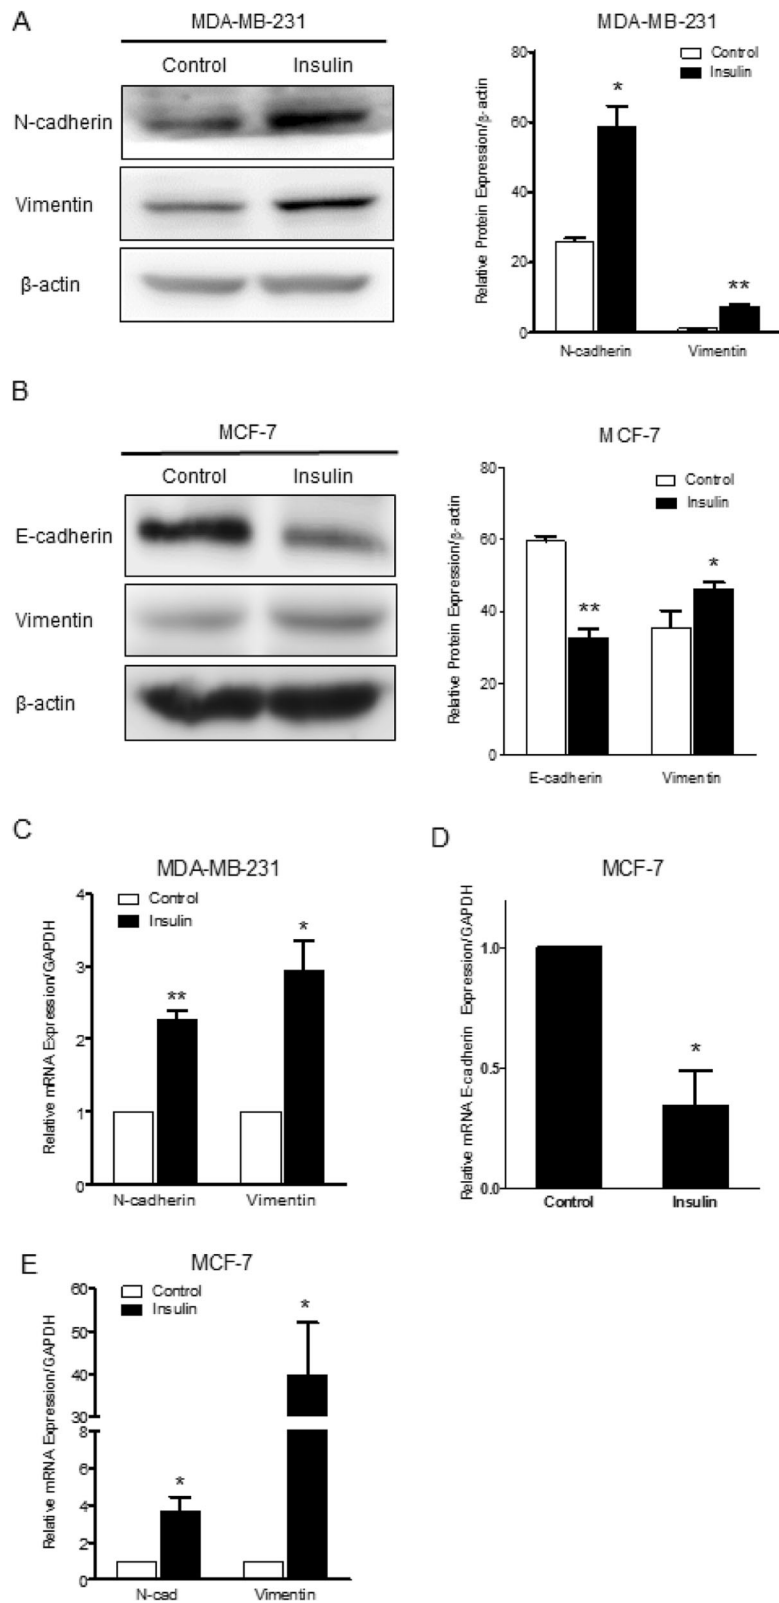 A
MDA-MB-231
Control Insulin
N-cadherin
Vimentin
β-actin
MDA-MB-231
Control
Insulin
Relative Protein Expression/β-actin
80
60
40
20
0
*
**
N-cadherin Vimentin
B
MCF-7
Control Insulin
E-cadherin
Vimentin
β-actin
MCF-7
Control
Insulin
Relative Protein Expression/β-actin
80
60
40
20
0
**
*
E-cadherin Vimentin
C
MDA-MB-231
Control
Insulin
Relative mRNA Expression/GAPDH
4
3
2
1
0
**
*
N-cadherin Vimentin
D
MCF-7
Relative mRNA E-cadherin Expression/GAPDH
1.0
0.5
0.0
*
Control Insulin
E
MCF-7
Control
Insulin
Relative mRNA Expression/GAPDH
60
50
40
30
8
6
4
2
0
*
*
N-cad Vimentin